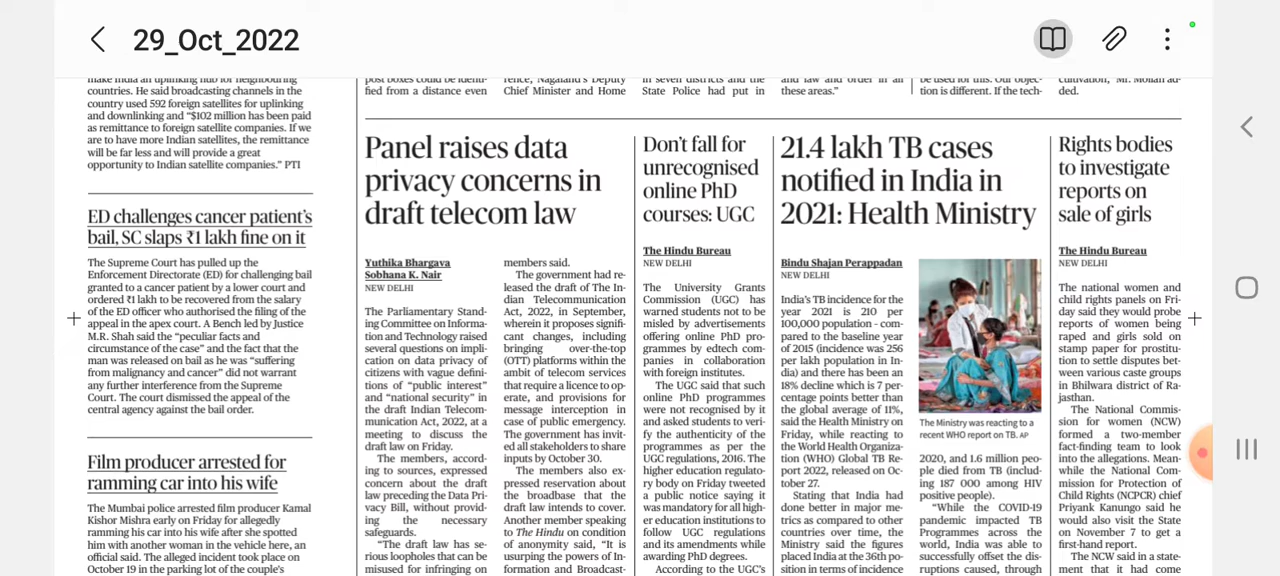 29_Oct_2022
make India an uplinking hub for neighbouring
countries. He said broadcasting channels in the
country used 592 foreign satellites for uplinking
and downlinking and “$102 million has been paid
as remittance to foreign satellite companies. If we
are to have more Indian satellites, the remittance
will be far less and will provide a great
opportunity to Indian satellite companies.” PTI
ED challenges cancer patient’s
bail, SC slaps ₹1 lakh fine on it
The Supreme Court has pulled up the
Enforcement Directorate (ED) for challenging bail
granted to a cancer patient by a lower court and
ordered ₹1 lakh to be recovered from the salary
of the ED officer who authorised the filing of the
appeal in the apex court. A Bench led by Justice
M.R. Shah said the “peculiar facts and
circumstance of the case” and the fact that the
man was released on bail as he was “suffering
from malignancy and cancer” did not warrant
any further interference from the Supreme
Court. The court dismissed the appeal of the
central agency against the bail order.
Film producer arrested for
ramming car into his wife
The Mumbai police arrested film producer Kamal
Kishor Mishra early on Friday for allegedly
ramming his car into his wife after she spotted
him with another woman in the vehicle here, an
official said. The alleged incident took place on
October 19 in the parking lot of the couple’s
post boxes could be identi-
fied from a distance even
rence, Nagaland’s Deputy
Chief Minister and Home
in seven districts and the
State Police had put in
and law and order in all
these areas.”
be used for this. Our objec-
tion is different. If the tech-
cultivation,” Mr. Mohan ad-
ded.
Panel raises data
privacy concerns in
draft telecom law
Yuthika Bhargava
Sobhana K. Nair
NEW DELHI
The Parliamentary Stand-
ing Committee on Informa-
tion and Technology raised
several questions on impli-
cation on data privacy of
citizens with vague defini-
tions of “public interest”
and “national security” in
the draft Indian Telecom-
munication Act, 2022, at a
meeting to discuss the
draft law on Friday.
The members, accord-
ing to sources, expressed
concern about the draft
law preceding the Data Pri-
vacy Bill, without provid-
ing the necessary
safeguards.
“The draft law has se-
rious loopholes that can be
misused for infringing on
members said.
The government had re-
leased the draft of The In-
dian Telecommunication
Act, 2022, in September,
wherein it proposes signifi-
cant changes, including
bringing over-the-top
(OTT) platforms within the
ambit of telecom services
that require a licence to op-
erate, and provisions for
message interception in
case of public emergency.
The government has invit-
ed all stakeholders to share
inputs by October 30.
The members also ex-
pressed reservation about
the broadbase that the
draft law intends to cover.
Another member speaking
to The Hindu on condition
of anonymity said, “It is
usurping the powers of In-
formation and Broadcast-
Don’t fall for
unrecognised
online PhD
courses: UGC
The Hindu Bureau
NEW DELHI
The University Grants
Commission (UGC) has
warned students not to be
misled by advertisements
offering online PhD pro-
grammes by edtech com-
panies in collaboration
with foreign institutes.
The UGC said that such
online PhD programmes
were not recognised by it
and asked students to veri-
fy the authenticity of the
programmes as per the
UGC regulations, 2016. The
higher education regulato-
ry body on Friday tweeted
a public notice saying it
was mandatory for all high-
er education institutions to
follow UGC regulations
and its amendments while
awarding PhD degrees.
According to the UGC’s
21.4 lakh TB cases
notified in India in
2021: Health Ministry
Bindu Shajan Perappadan
NEW DELHI
India’s TB incidence for the
year 2021 is 210 per
100,000 population - com-
pared to the baseline year
of 2015 (incidence was 256
per lakh population in In-
dia) and there has been an
18% decline which is 7 per-
centage points better than
the global average of 11%,
said the Health Ministry on
Friday, while reacting to
the World Health Organiza-
tion (WHO) Global TB Re-
port 2022, released on Oc-
tober 27.
Stating that India had
done better in major me-
trics as compared to other
countries over time, the
Ministry said the figures
placed India at the 36th po-
sition in terms of incidence
The Ministry was reacting to a
recent WHO report on TB. AP
2020, and 1.6 million peo-
ple died from TB (includ-
ing 187 000 among HIV
positive people).
“While the COVID-19
pandemic impacted TB
Programmes across the
world, India was able to
successfully offset the dis-
ruptions caused, through
Rights bodies
to investigate
reports on
sale of girls
The Hindu Bureau
NEW DELHI
The national women and
child rights panels on Fri-
day said they would probe
reports of women being
raped and girls sold on
stamp paper for prostitu-
tion to settle disputes bet-
ween various caste groups
in Bhilwara district of Ra-
jasthan.
The National Commis-
sion for women (NCW)
formed a two-member
fact-finding team to look
into the allegations. Mean-
while the National Com-
mission for Protection of
Child Rights (NCPCR) chief
Priyank Kanungo said he
would also visit the State
on November 7 to get a
first-hand report.
The NCW said in a state-
ment that it had come